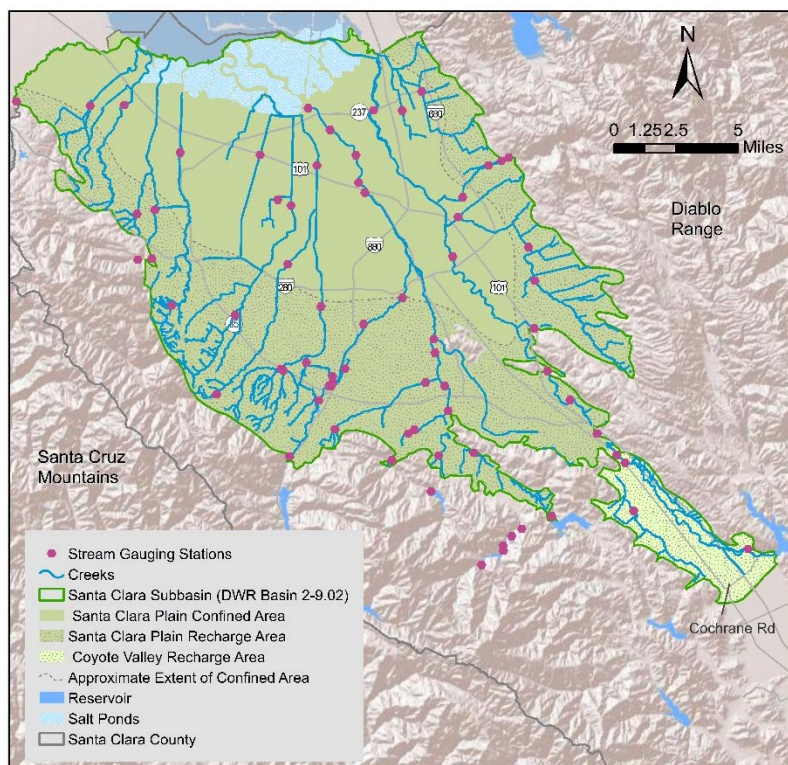 N
0 1.25 2.5 5
Miles
237
680
101
Diablo
Range
880
280
101
85
Santa Cruz
Mountains
Cochrane Rd
Stream Gauging Stations
Creeks
Santa Clara Subbasin (DWR Basin 2-9.02)
Santa Clara Plain Confined Area
Santa Clara Plain Recharge Area
Coyote Valley Recharge Area
Approximate Extent of Confined Area
Reservoir
Salt Ponds
Santa Clara County